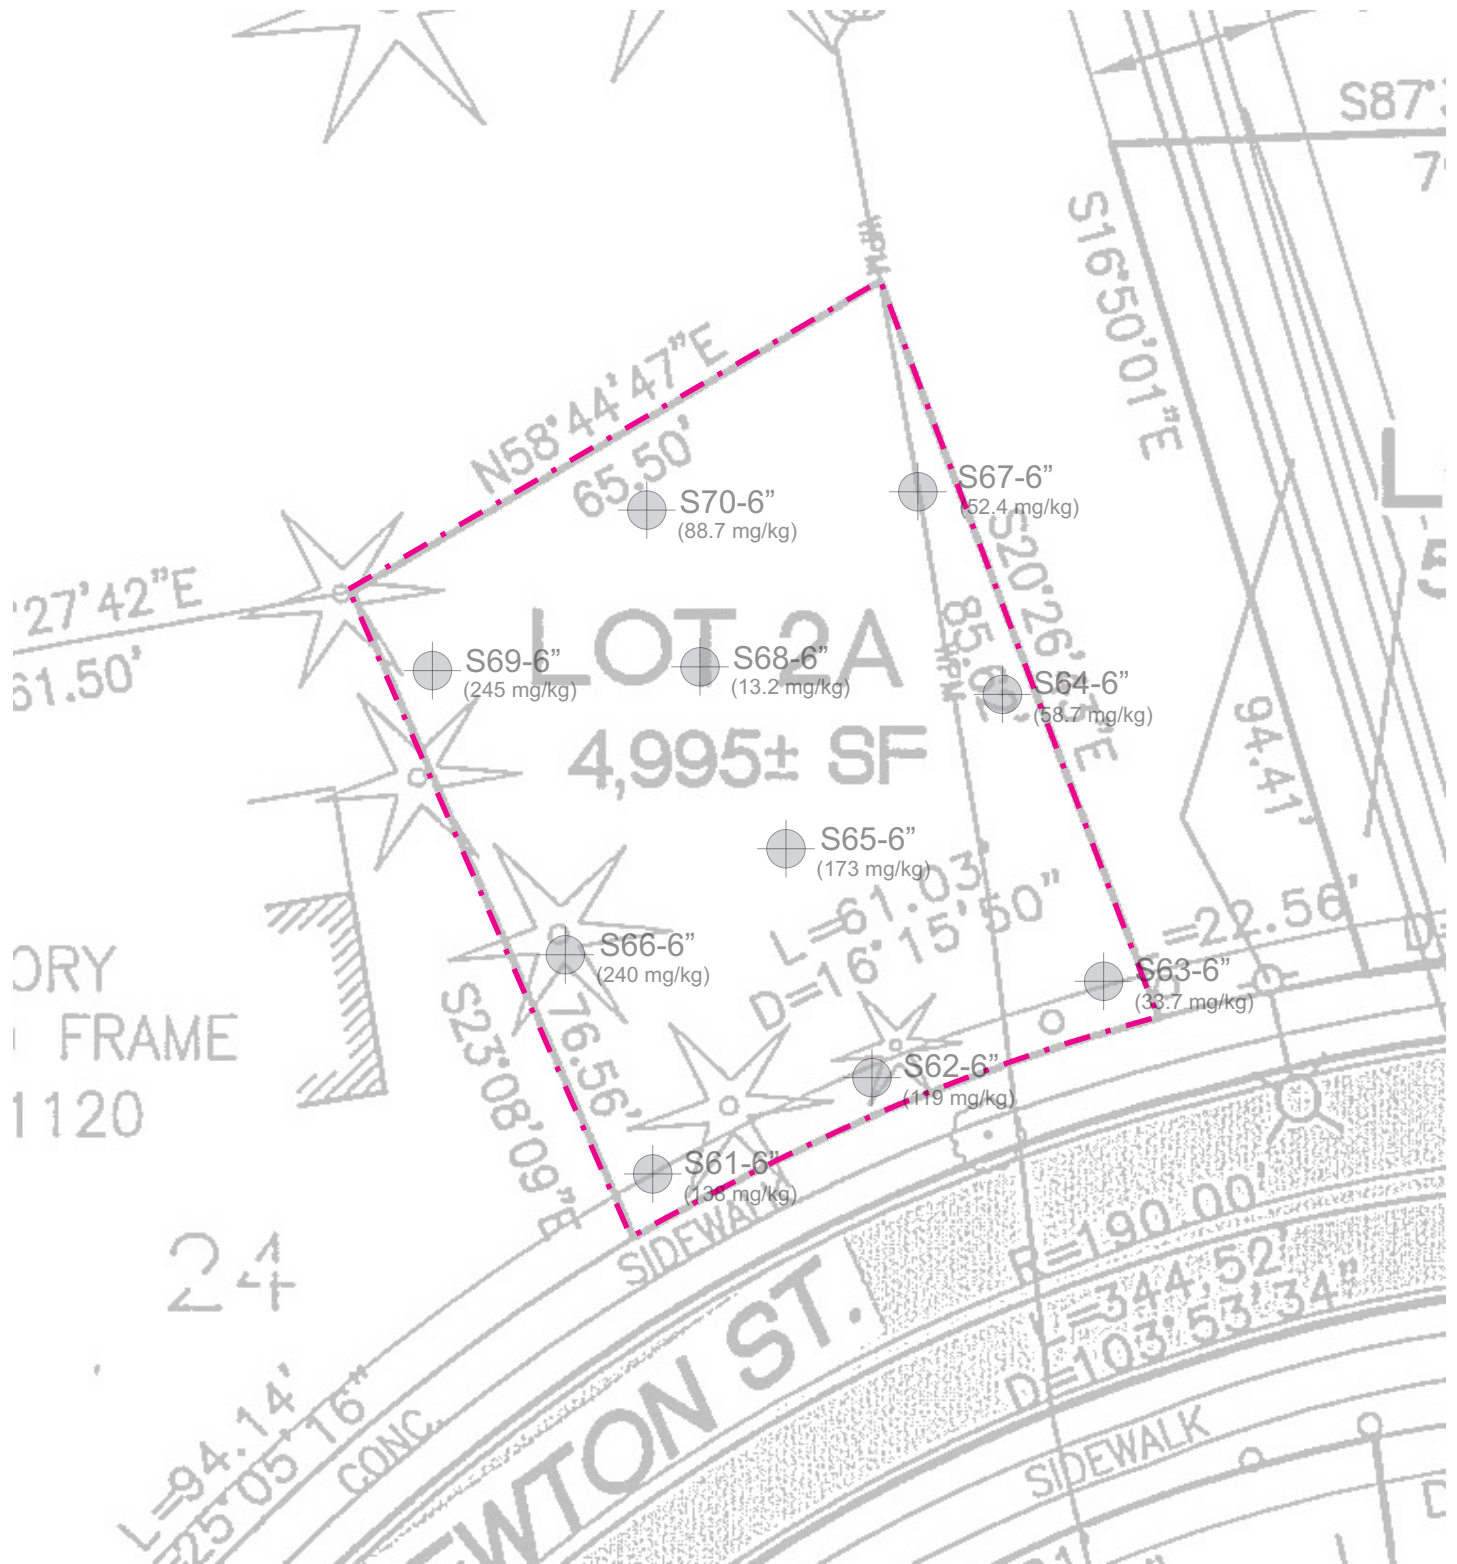 S87°
7
WPM
S16°50'01"E
N58°44'47"E
65.50'
S70-6”
(88.7 mg/kg)
S67-6”
(52.4 mg/kg)
L
5
27'42"E
61.50'
LOT 2A
4,995± SF
S69-6”
(245 mg/kg)
S68-6”
(13.2 mg/kg)
WPM
S64-6”
(58.7 mg/kg)
94.41'
S65-6”
(173 mg/kg)
L=61.03'
D=16°15'50"
=22.56'
D=
S66-6”
(240 mg/kg)
S63-6”
(33.7 mg/kg)
ORY
FRAME
1120
S23°08'09"E
76.56'
S62-6”
(119 mg/kg)
S61-6”
(138 mg/kg)
SIDEWALK
24
R=190.00'
L=344.52'
D=103°53'34"
EWTON ST.
L=94.14'
=25°05'16"
CONC.
SIDEWALK
D